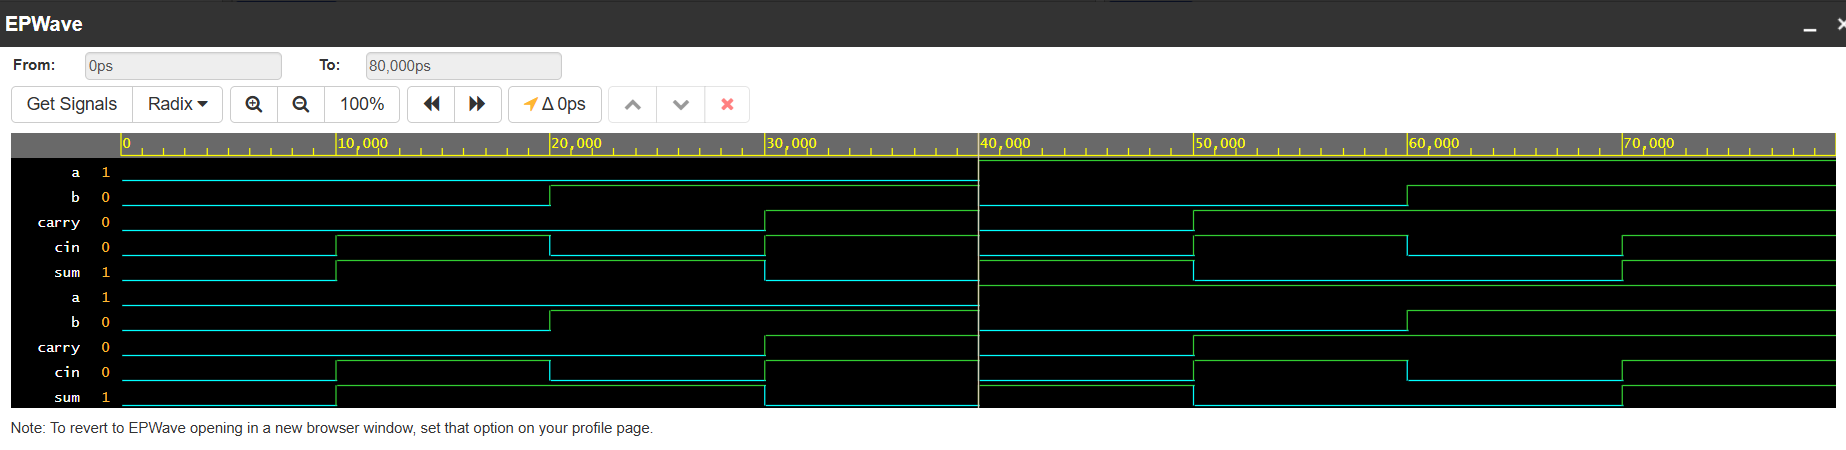 EPWave
From: 0ps To: 80,000ps
Get Signals Radix 100% Δ 0ps
0 10,000 20,000 30,000 40,000 50,000 60,000 70,000
a 1
b 0
carry 0
cin 0
sum 1
a 1
b 0
carry 0
cin 0
sum 1
Note: To revert to EPWave opening in a new browser window, set that option on your profile page.